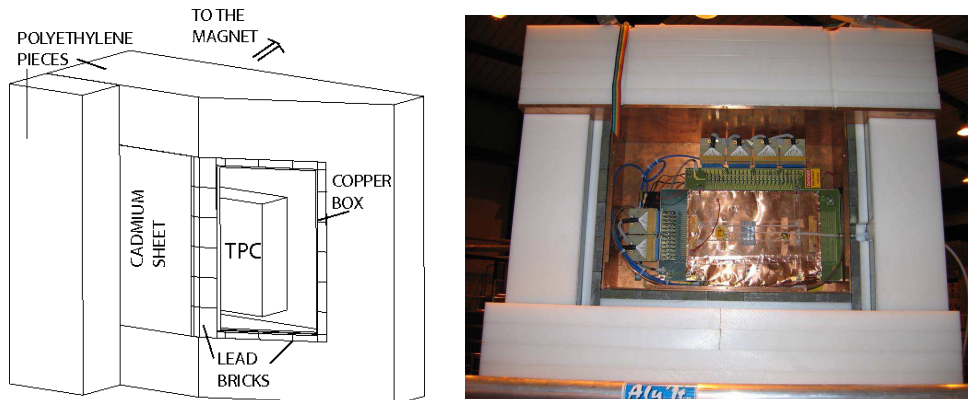 TO THE
MAGNET
POLYETHYLENE
PIECES
COPPER
BOX
CADMIUM
SHEET
TPC
LEAD
BRICKS